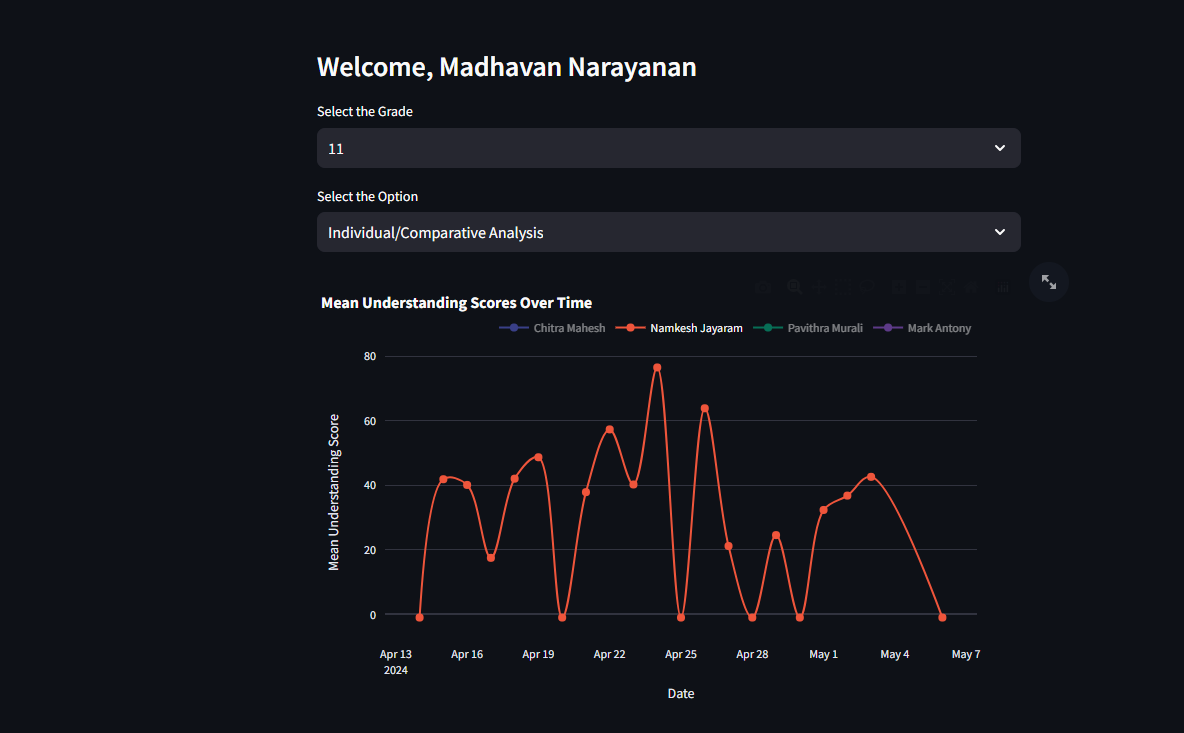 Welcome, Madhavan Narayanan
Select the Grade
11
Select the Option
Individual/Comparative Analysis
Mean Understanding Scores Over Time
Chitra Mahesh Namkesh Jayaram Pavithra Murali Mark Antony
80
60
40
20
0
Mean Understanding Score
Apr 13 Apr 16 Apr 19 Apr 22 Apr 25 Apr 28 May 1 May 4 May 7
2024
Date